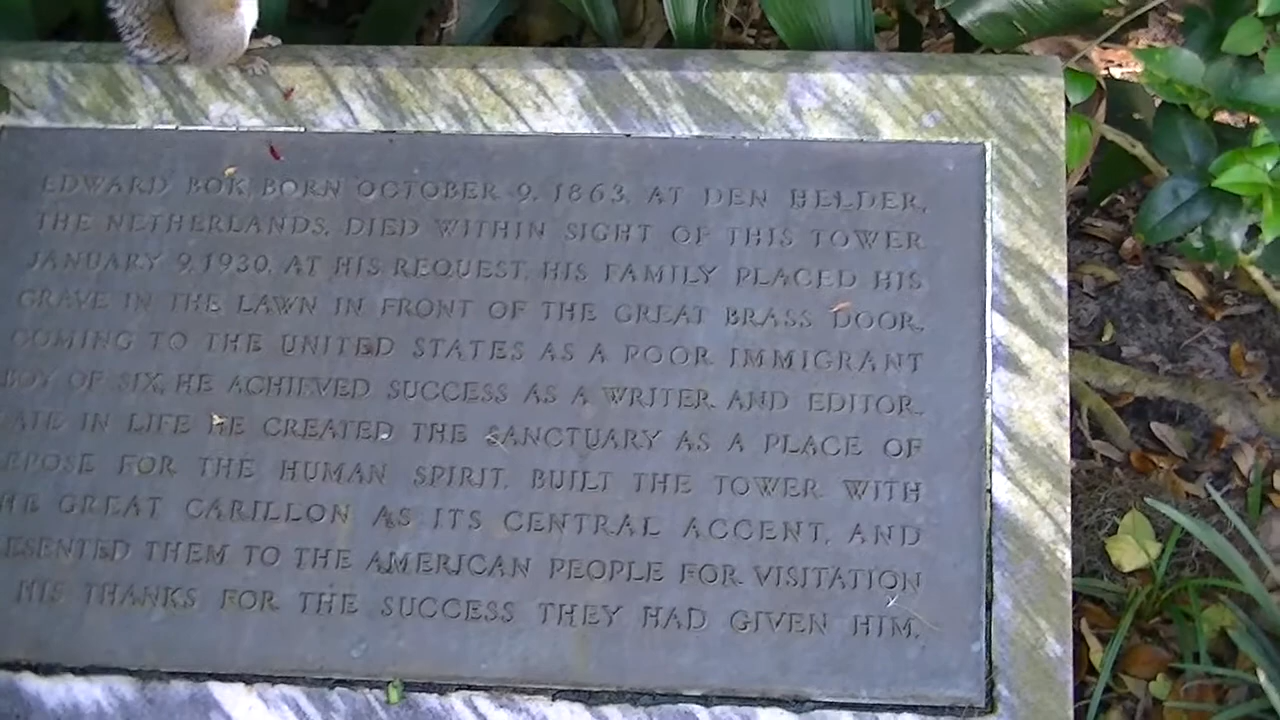 EDWARD BOK, BORN OCTOBER 9, 1863, AT DEN HELDER,
THE NETHERLANDS, DIED WITHIN SIGHT OF THIS TOWER
JANUARY 9, 1930. AT HIS REQUEST, HIS FAMILY PLACED HIS
GRAVE IN THE LAWN IN FRONT OF THE GREAT BRASS DOOR.
COMING TO THE UNITED STATES AS A POOR IMMIGRANT
BOY OF SIX, HE ACHIEVED SUCCESS AS A WRITER AND EDITOR.
LATE IN LIFE HE CREATED THE SANCTUARY AS A PLACE OF
REPOSE FOR THE HUMAN SPIRIT, BUILT THE TOWER WITH
THE GREAT CARILLON AS ITS CENTRAL ACCENT, AND
ESENTED THEM TO THE AMERICAN PEOPLE FOR VISITATION
HIS THANKS FOR THE SUCCESS THEY HAD GIVEN HIM.